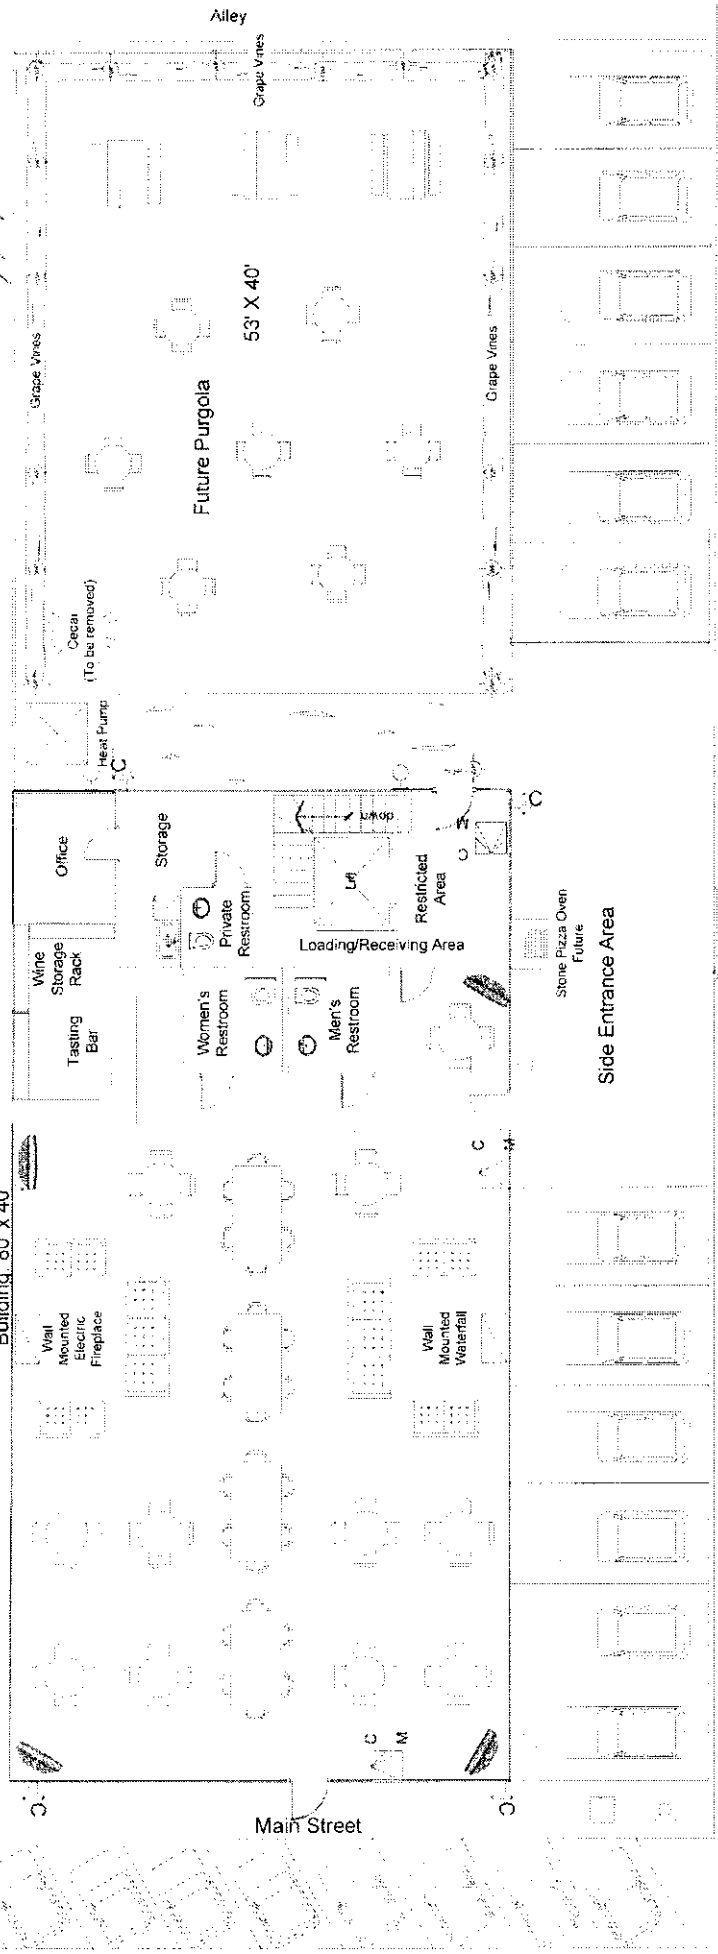 Alley
Grape Vines
Grape Vines
53' X 40'
Future Purgola
Grape Vines
Cedar
(To be removed)
Heat Pump
C
Office
Storage
down
C
M
C
Wine
Storage
Rack
Private
Restroom
Lift
Restricted
Area
Loading/Receiving Area
Stone Pizza Oven
Future
Tasting
Bar
Women's
Restroom
Men's
Restroom
Side Entrance Area
C
M
Building: 80' X 40'
Wall
Mounted
Electric
Fireplace
Wall
Mounted
Waterfall
C
M
C
C
Main Street